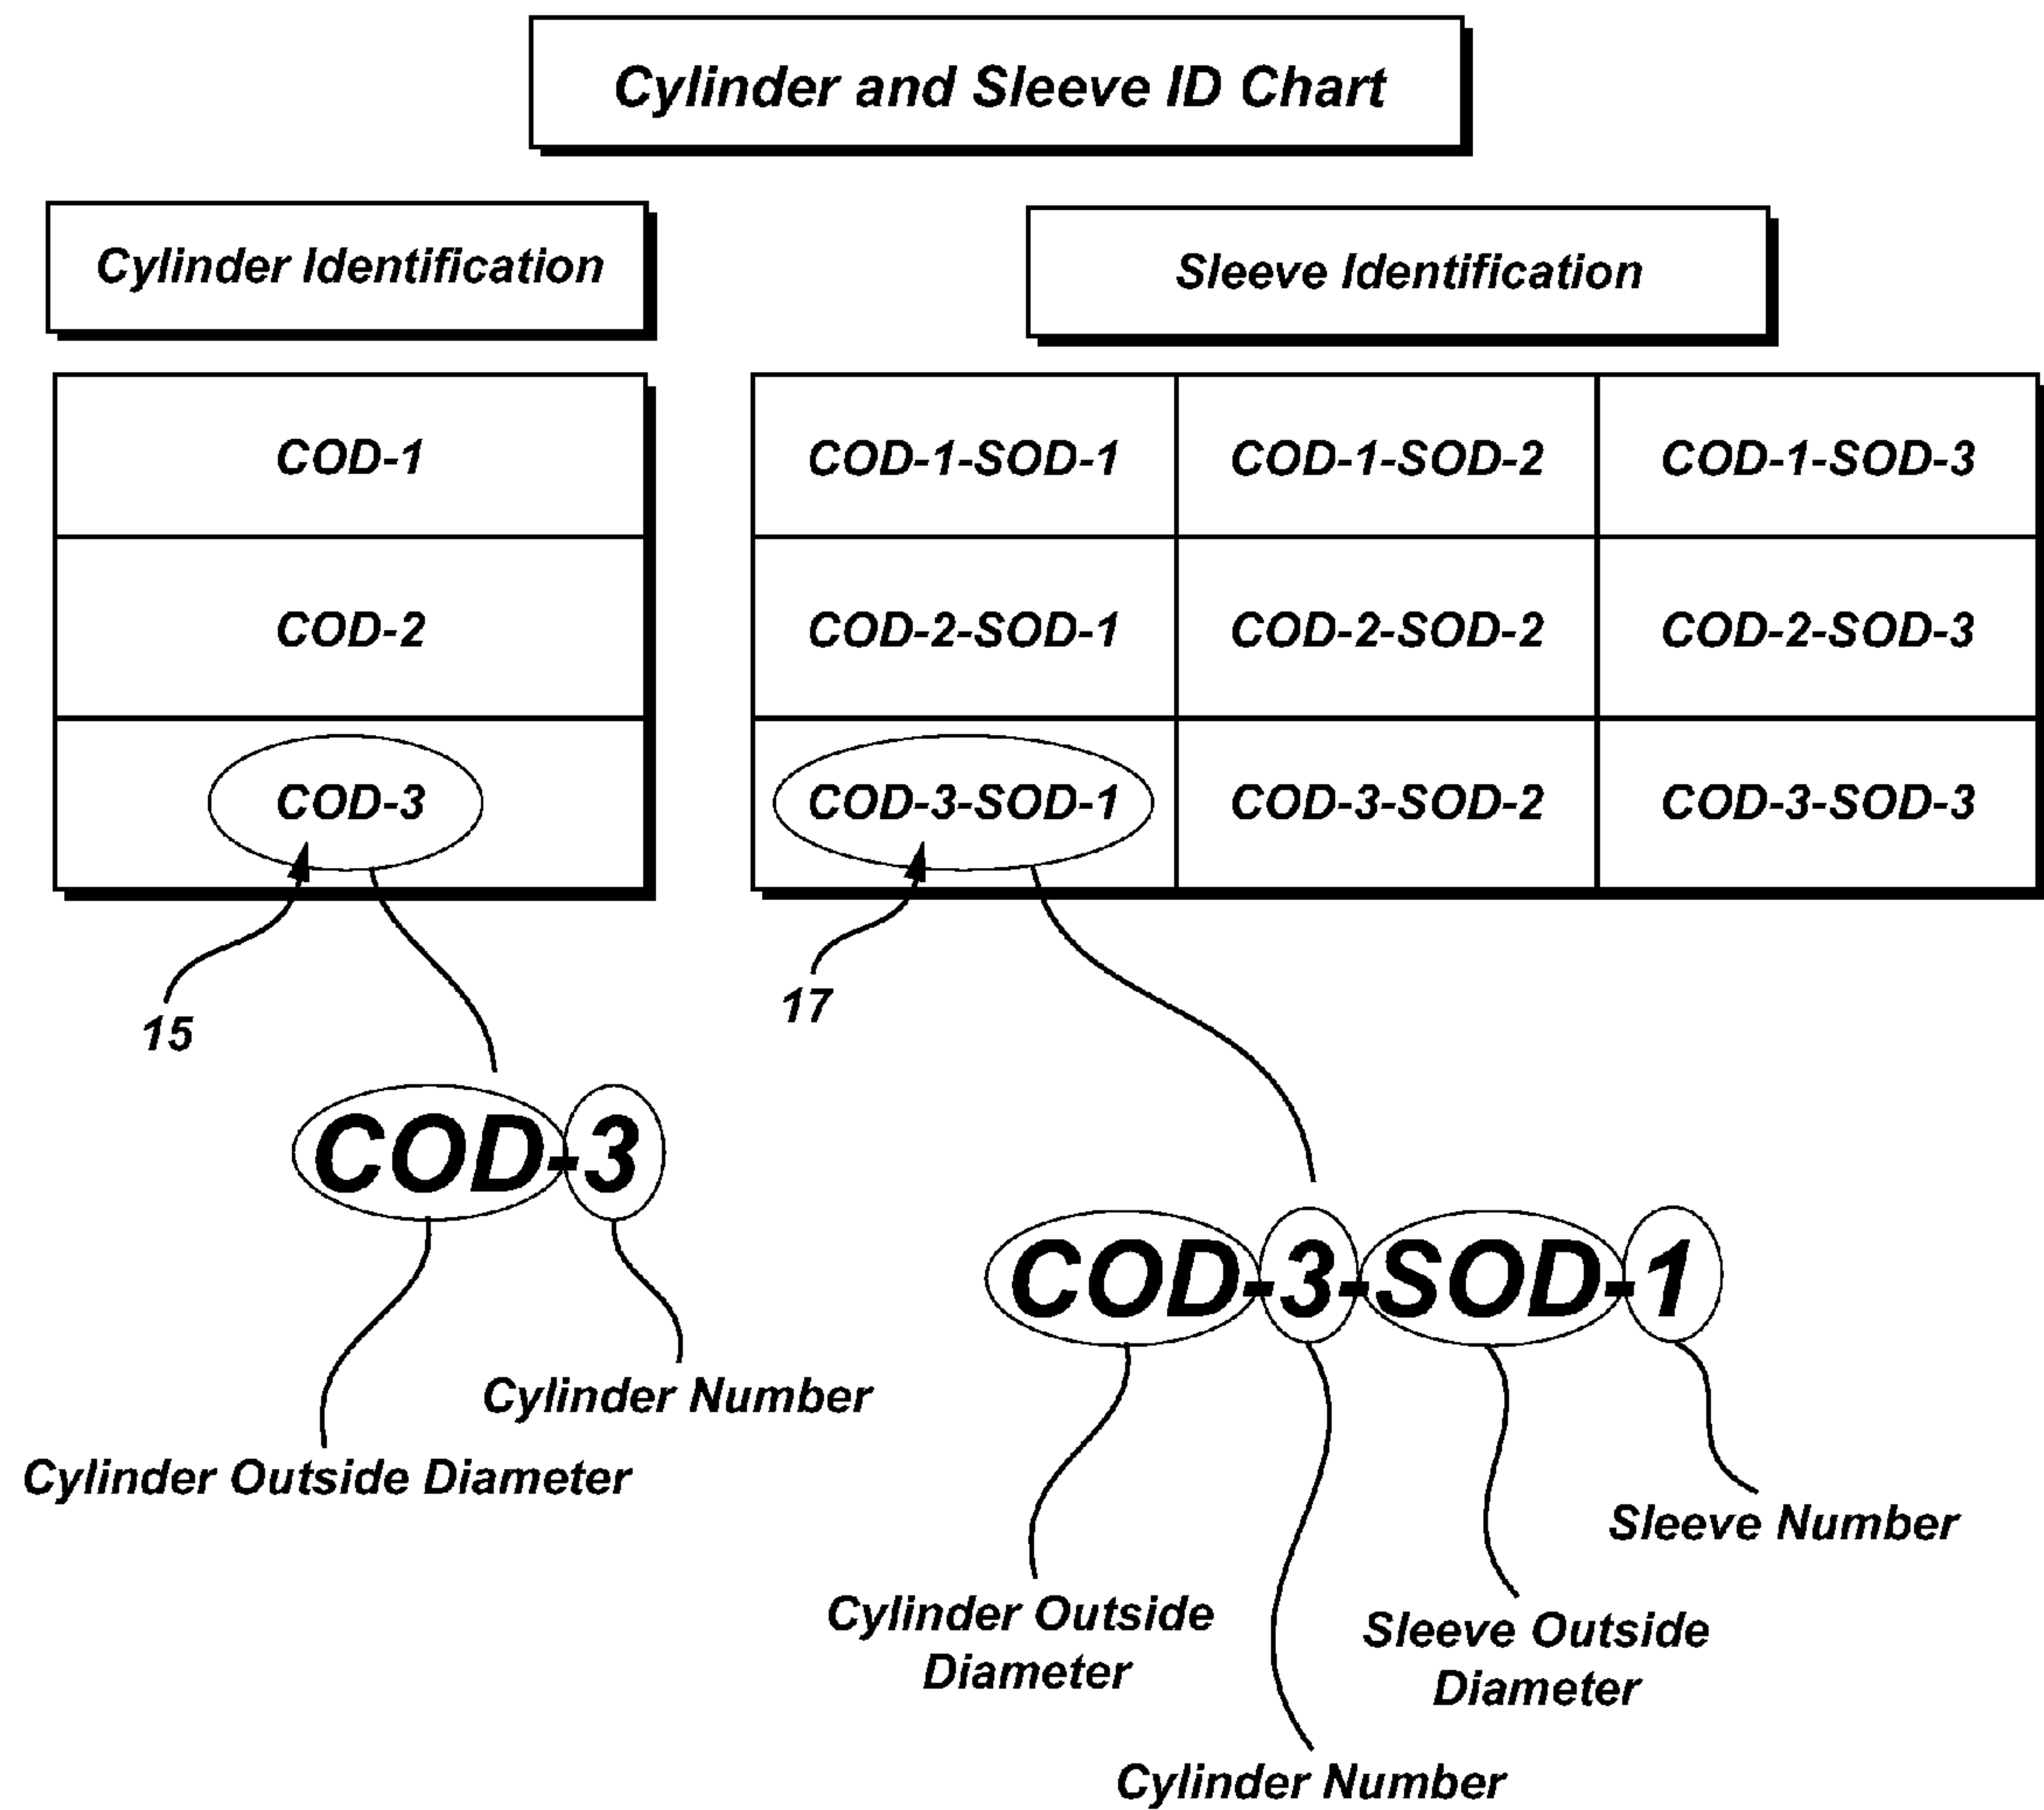 Cylinder and Sleeve ID Chart
Cylinder Identification
Sleeve Identification
COD-1
COD-2
COD-3
COD-1-SOD-1 COD-1-SOD-2 COD-1-SOD-3
COD-2-SOD-1 COD-2-SOD-2 COD-2-SOD-3
COD-3-SOD-1 COD-3-SOD-2 COD-3-SOD-3
15
17
COD-3
Cylinder Number
Cylinder Outside Diameter
COD-3-SOD-1
Sleeve Number
Cylinder Outside
Diameter
Sleeve Outside
Diameter
Cylinder Number